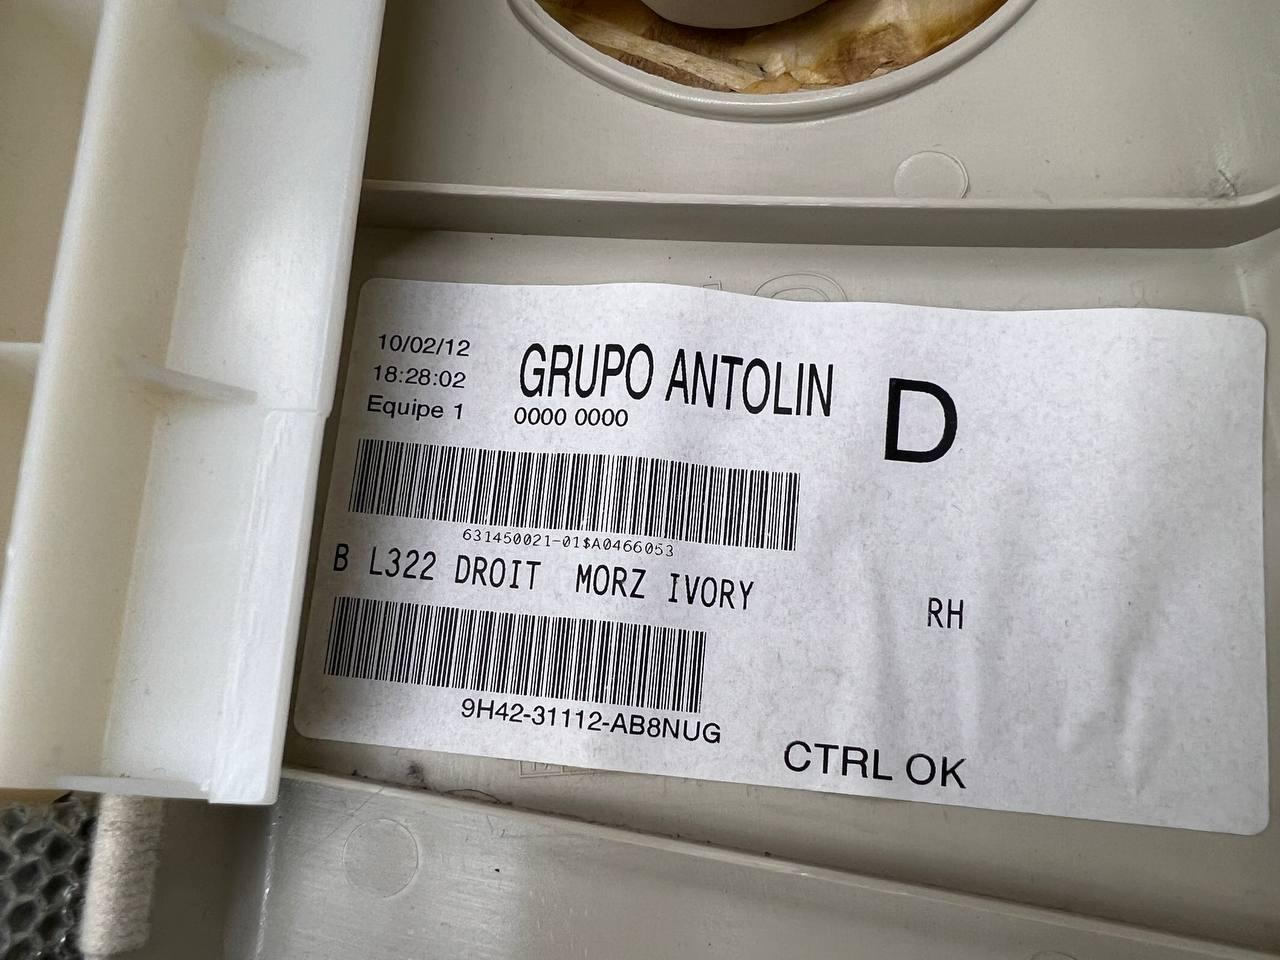 10/02/12
18:28:02
Equipe 1
GRUPO ANTOLIN
0000 0000
D
631450021-01$A0466053
B L322 DROIT MORZ IVORY
RH
9H42-31112-AB8NUG
CTRL OK